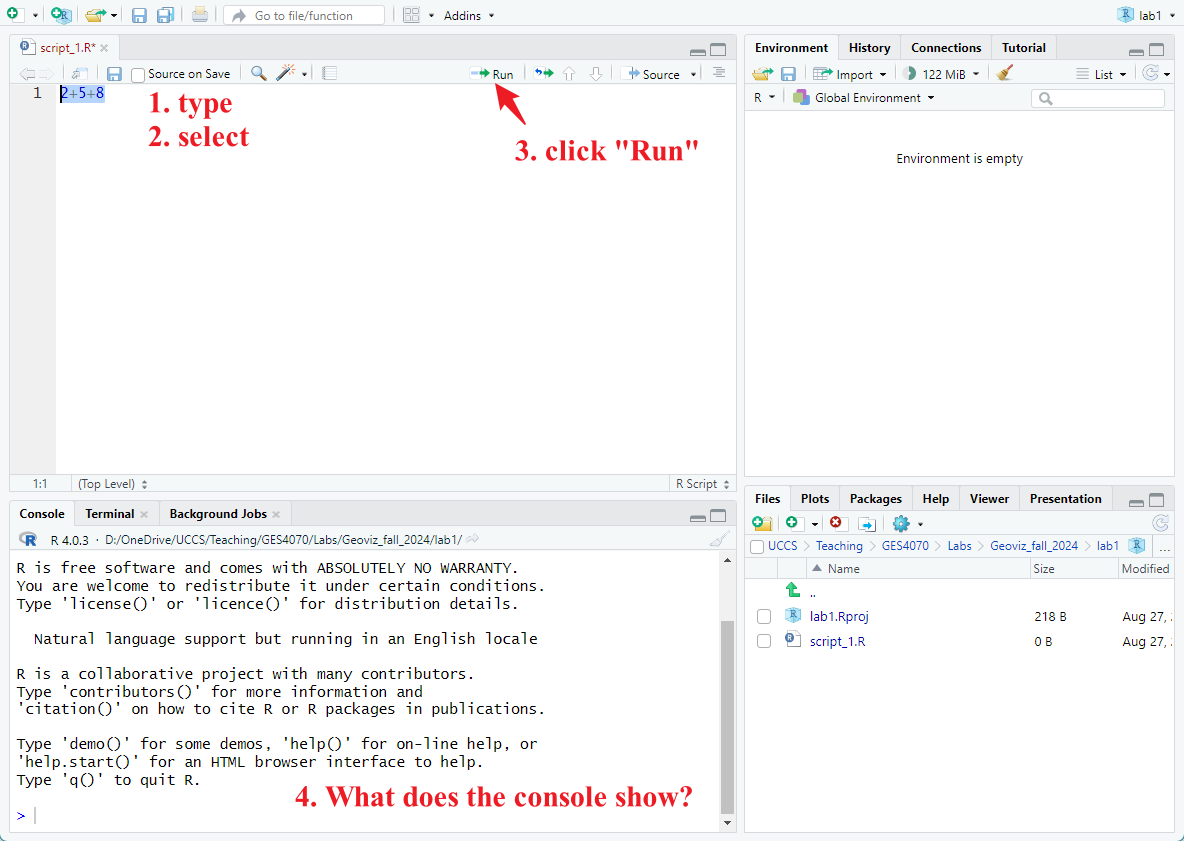 Go to file/function
Addins
lab1
script_1.R*
Source on Save
Run
Source
1
2+5+8
1. type
2. select
3. click "Run"
1:1
(Top Level)
R Script
Console
Terminal
Background Jobs
R 4.0.3 · D:/OneDrive/UCCS/Teaching/GES4070/Labs/Geoviz_fall_2024/lab1/
R is free software and comes with ABSOLUTELY NO WARRANTY.
You are welcome to redistribute it under certain conditions.
Type 'license()' or 'licence()' for distribution details.
Natural language support but running in an English locale
R is a collaborative project with many contributors.
Type 'contributors()' for more information and
'citation()' on how to cite R or R packages in publications.
Type 'demo()' for some demos, 'help()' for on-line help, or
'help.start()' for an HTML browser interface to help.
Type 'q()' to quit R.
4. What does the console show?
>
Environment
History
Connections
Tutorial
Import
122 MiB
List
R
Global Environment
Environment is empty
Files
Plots
Packages
Help
Viewer
Presentation
UCCS > Teaching > GES4070 > Labs > Geoviz_fall_2024 > lab1 ...
Name Size Modified
..
lab1.Rproj 218 B Aug 27,
script_1.R 0 B Aug 27,